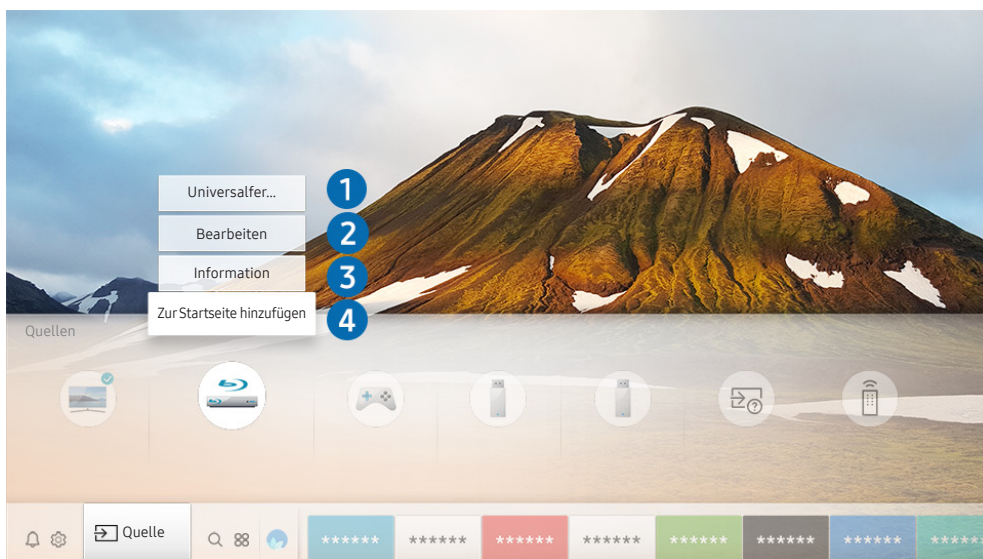 Universalfer...
1
Bearbeiten
2
Information
3
Zur Startseite hinzufügen
4
Quellen
Quelle
****** ****** ****** ****** ****** ****** ****** ******